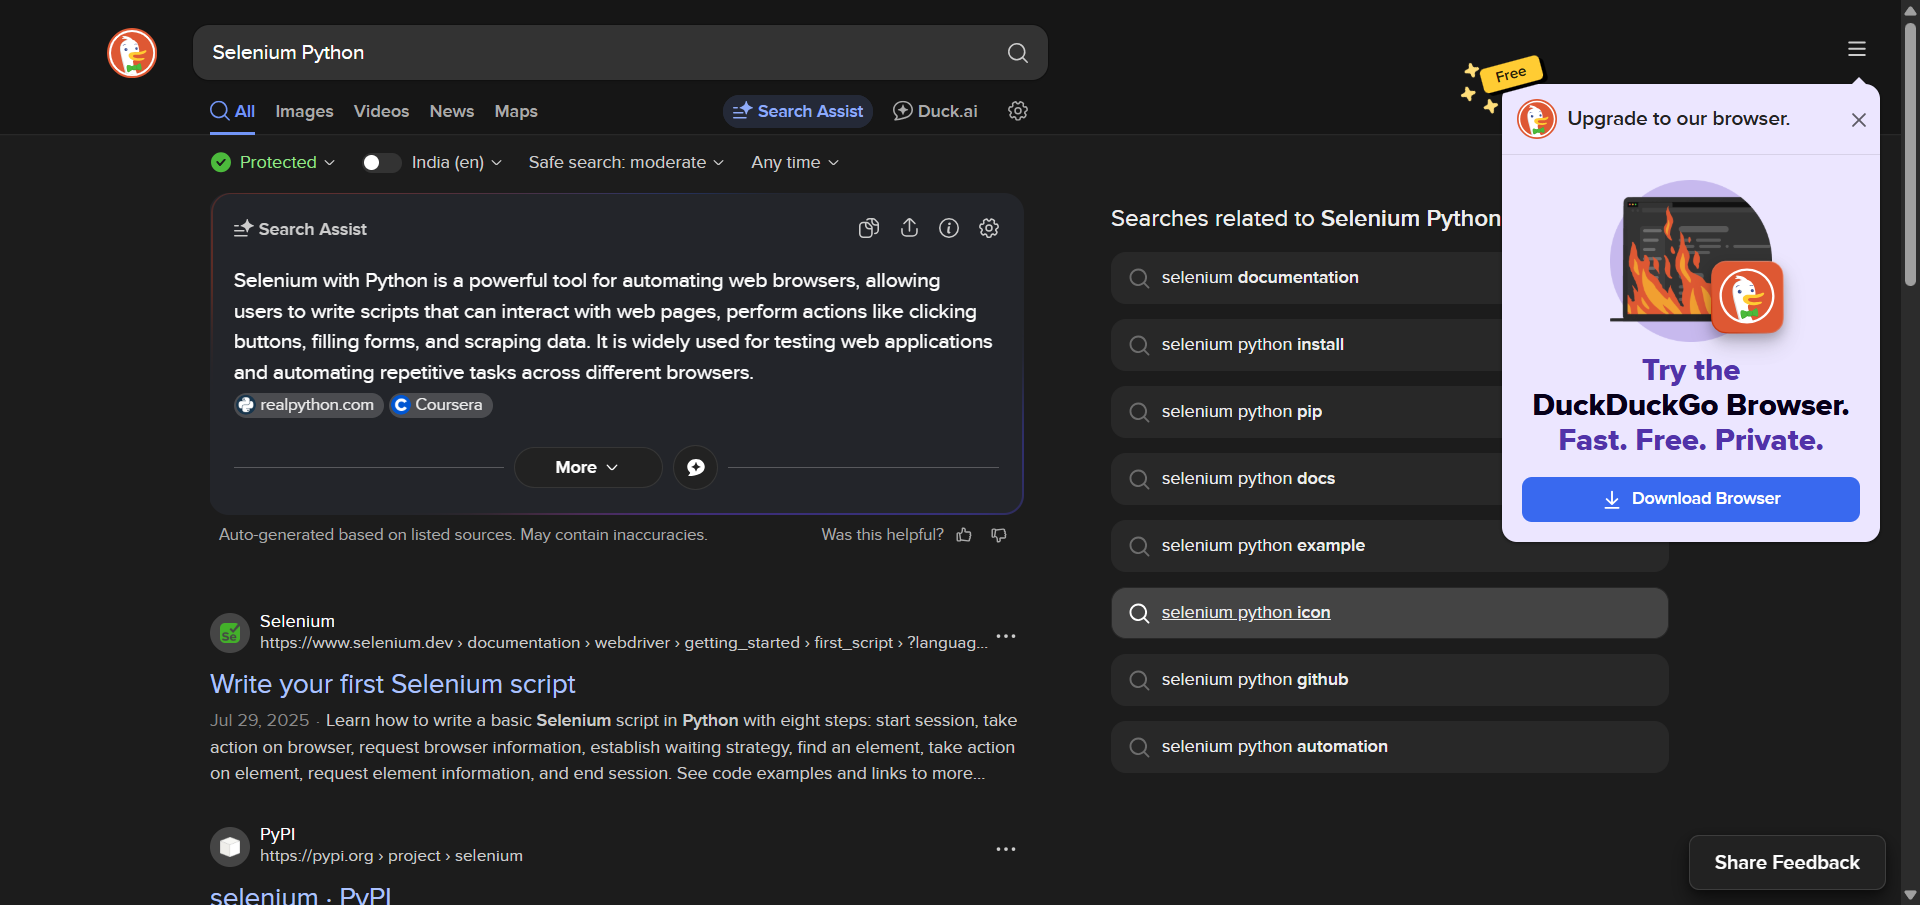 Selenium Python
All Images Videos News Maps Search Assist Duck.ai
Protected India (en) Safe search: moderate Any time
Search Assist
Selenium with Python is a powerful tool for automating web browsers, allowing
users to write scripts that can interact with web pages, perform actions like clicking
buttons, filling forms, and scraping data. It is widely used for testing web applications
and automating repetitive tasks across different browsers.
realpython.com Coursera
More
Auto-generated based on listed sources. May contain inaccuracies. Was this helpful?
Se
Selenium
https://www.selenium.dev › documentation › webdriver › getting_started › first_script › ?languag...
Write your first Selenium script
Jul 29, 2025 · Learn how to write a basic Selenium script in Python with eight steps: start session, take
action on browser, request browser information, establish waiting strategy, find an element, take action
on element, request element information, and end session. See code examples and links to more...
PyPI
https://pypi.org › project › selenium
selenium · PyPI
Searches related to Selenium Python
selenium documentation
selenium python install
selenium python pip
selenium python docs
selenium python example
selenium python icon
selenium python github
selenium python automation
Free
Upgrade to our browser.
Try the
DuckDuckGo Browser.
Fast. Free. Private.
Download Browser
Share Feedback